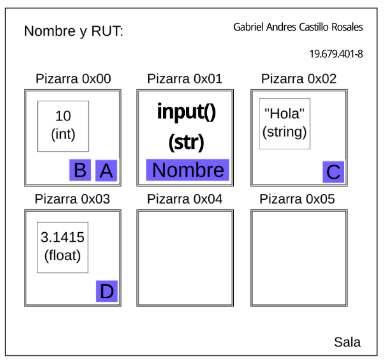 Nombre y RUT:
Gabriel Andres Castillo Rosales
19.679.401-8
Pizarra 0x00
Pizarra 0x01
Pizarra 0x02
10
(int)
B A
input()
(str)
Nombre
"Hola"
(string)
C
Pizarra 0x03
Pizarra 0x04
Pizarra 0x05
3.1415
(float)
D
Sala